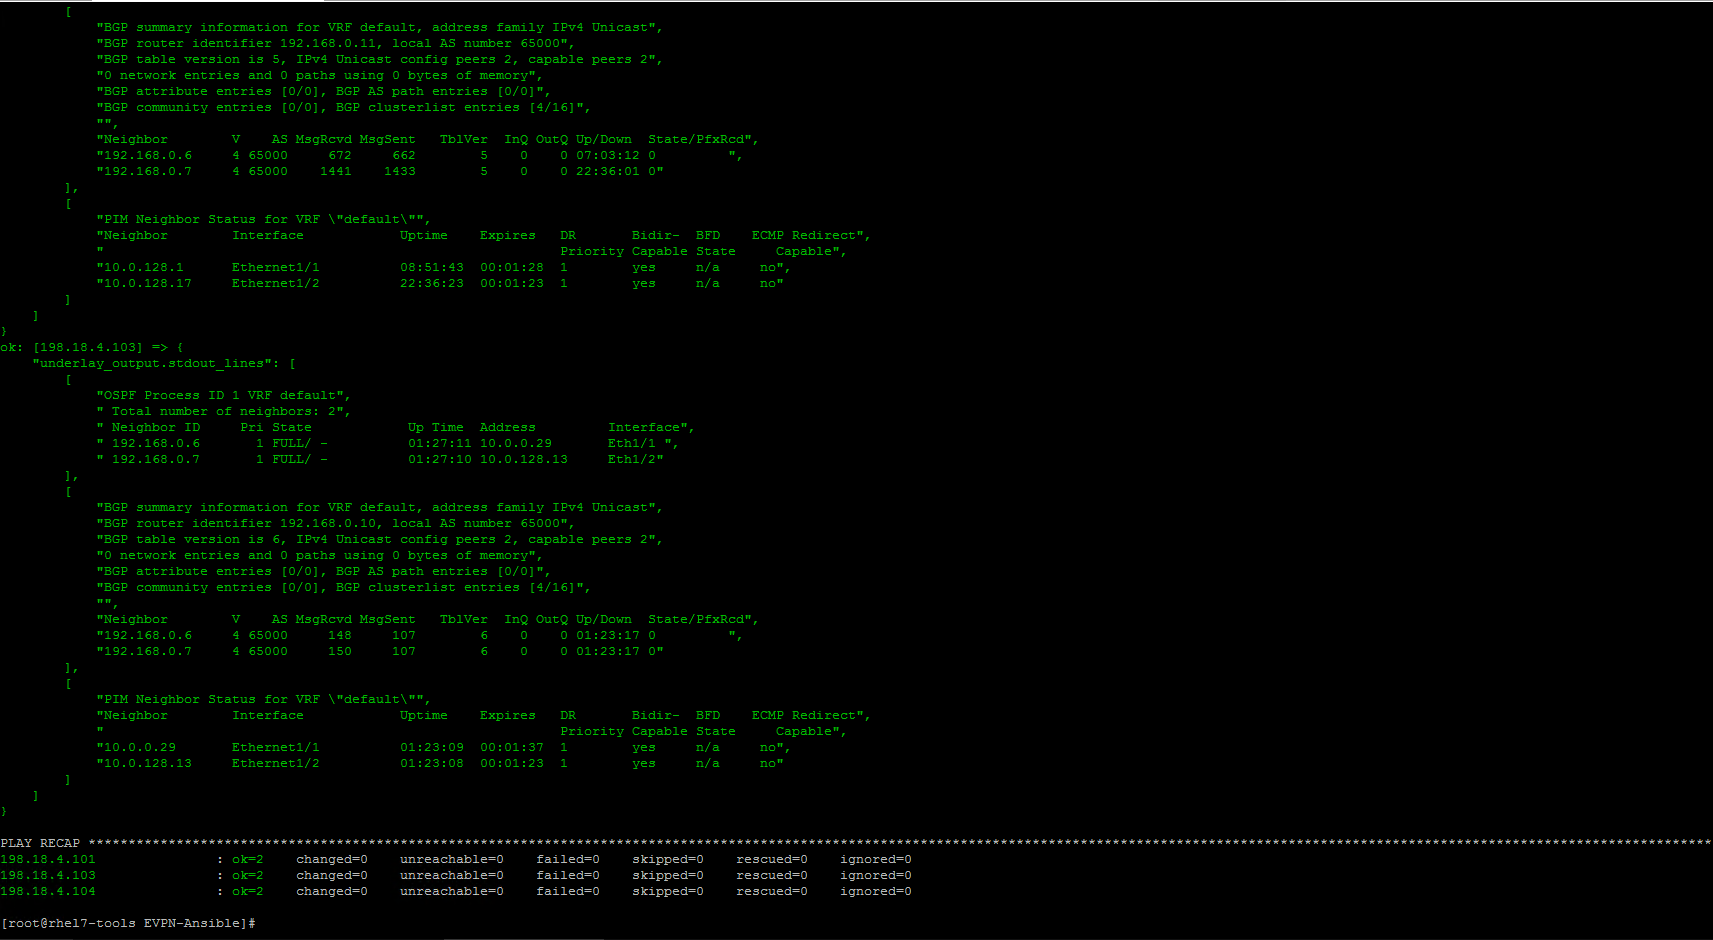 [
            "BGP summary information for VRF default, address family IPv4 Unicast",
            "BGP router identifier 192.168.0.11, local AS number 65000",
            "BGP table version is 5, IPv4 Unicast config peers 2, capable peers 2",
            "0 network entries and 0 paths using 0 bytes of memory",
            "BGP attribute entries [0/0], BGP AS path entries [0/0]",
            "BGP community entries [0/0], BGP clusterlist entries [4/16]",
            "",
            "Neighbor        V    AS MsgRcvd MsgSent   TblVer  InQ OutQ Up/Down  State/PfxRcd",
            "192.168.0.6     4 65000     672     662        5    0    0 07:03:12 0         ",
            "192.168.0.7     4 65000    1441    1433        5    0    0 22:36:01 0"
        ],
        [
            "PIM Neighbor Status for VRF \"default\"",
            "Neighbor        Interface            Uptime    Expires   DR       Bidir-  BFD    ECMP Redirect",
            "                                                         Priority Capable State     Capable",
            "10.0.128.1      Ethernet1/1          08:51:43  00:01:28  1        yes     n/a     no",
            "10.0.128.17     Ethernet1/2          22:36:23  00:01:23  1        yes     n/a     no"
        ]
    ]
}
ok: [198.18.4.103] => {
    "underlay_output.stdout_lines": [
        [
            "OSPF Process ID 1 VRF default",
            " Total number of neighbors: 2",
            " Neighbor ID     Pri State            Up Time  Address         Interface",
            " 192.168.0.6       1 FULL/ -          01:27:11 10.0.0.29       Eth1/1 ",
            " 192.168.0.7       1 FULL/ -          01:27:10 10.0.128.13     Eth1/2"
        ],
        [
            "BGP summary information for VRF default, address family IPv4 Unicast",
            "BGP router identifier 192.168.0.10, local AS number 65000",
            "BGP table version is 6, IPv4 Unicast config peers 2, capable peers 2",
            "0 network entries and 0 paths using 0 bytes of memory",
            "BGP attribute entries [0/0], BGP AS path entries [0/0]",
            "BGP community entries [0/0], BGP clusterlist entries [4/16]",
            "",
            "Neighbor        V    AS MsgRcvd MsgSent   TblVer  InQ OutQ Up/Down  State/PfxRcd",
            "192.168.0.6     4 65000     148     107        6    0    0 01:23:17 0         ",
            "192.168.0.7     4 65000     150     107        6    0    0 01:23:17 0"
        ],
        [
            "PIM Neighbor Status for VRF \"default\"",
            "Neighbor        Interface            Uptime    Expires   DR       Bidir-  BFD    ECMP Redirect",
            "                                                         Priority Capable State     Capable",
            "10.0.0.29       Ethernet1/1          01:23:09  00:01:37  1        yes     n/a     no",
            "10.0.128.13     Ethernet1/2          01:23:08  00:01:23  1        yes     n/a     no"
        ]
    ]
}
PLAY RECAP ***********************************************************************************************************************************************************************************************************
198.18.4.101               : ok=2    changed=0    unreachable=0    failed=0    skipped=0    rescued=0    ignored=0
198.18.4.103               : ok=2    changed=0    unreachable=0    failed=0    skipped=0    rescued=0    ignored=0
198.18.4.104               : ok=2    changed=0    unreachable=0    failed=0    skipped=0    rescued=0    ignored=0
[root@rhel7-tools EVPN-Ansible]#